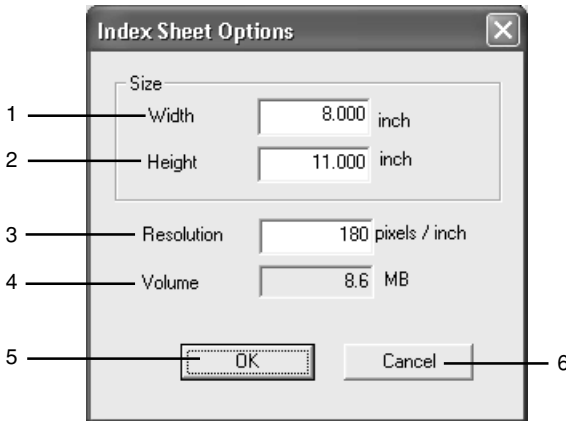 Index Sheet Options
Size
1 Width 8.000 inch
2 Height 11.000 inch
3 Resolution 180 pixels / inch
4 Volume 8.6 MB
5 OK Cancel 6